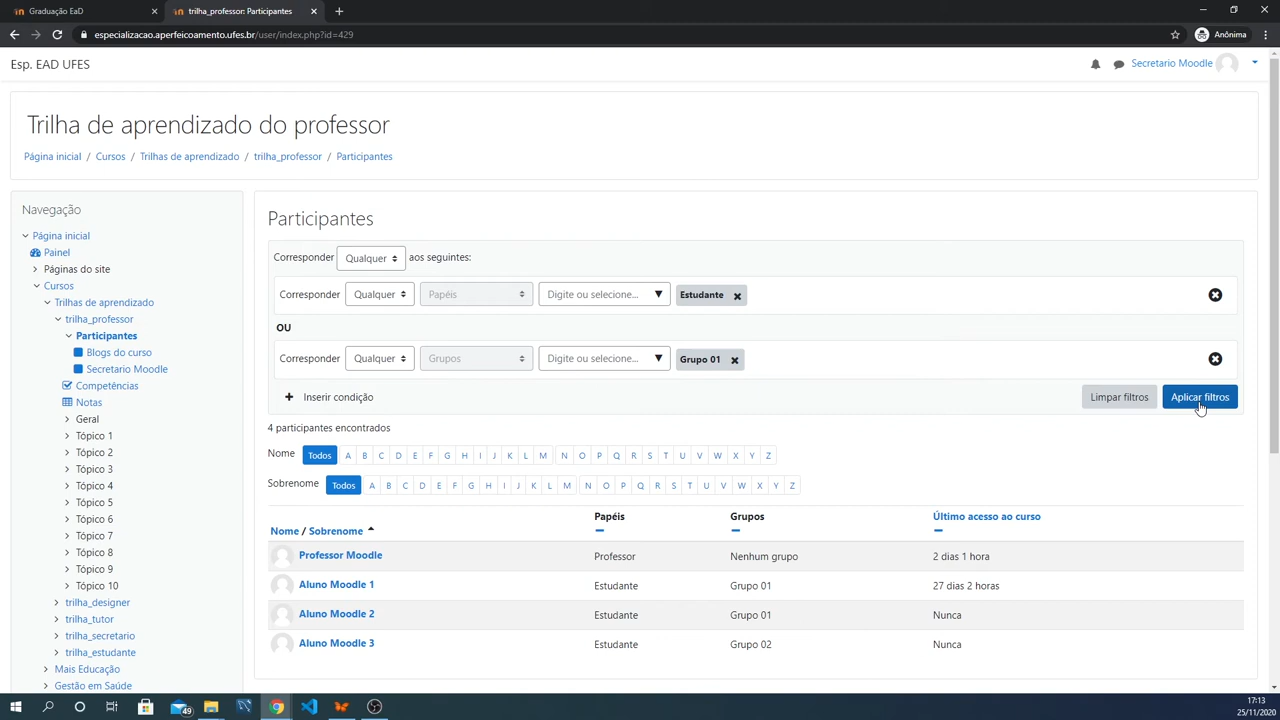 Graduação EaD
trilha_professor: Participantes
especializacao.aperfeicoamento.ufes.br/user/index.php?id=429
Anônima
Esp. EAD UFES
Secretario Moodle
Trilha de aprendizado do professor
Página inicial / Cursos / Trilhas de aprendizado / trilha_professor / Participantes
Navegação
Página inicial
Painel
Páginas do site
Cursos
Trilhas de aprendizado
trilha_professor
Participantes
Blogs do curso
Secretario Moodle
Competências
Notas
Geral
Tópico 1
Tópico 2
Tópico 3
Tópico 4
Tópico 5
Tópico 6
Tópico 7
Tópico 8
Tópico 9
Tópico 10
trilha_designer
trilha_tutor
trilha_secretario
trilha_estudante
Mais Educação
Gestão em Saúde
Participantes
Corresponder Qualquer aos seguintes:
Corresponder Qualquer Papéis Digite ou selecione... Estudante
OU
Corresponder Qualquer Grupos Digite ou selecione... Grupo 01
Inserir condição Limpar filtros Aplicar filtros
4 participantes encontrados
Nome Todos A B C D E F G H I J K L M N O P Q R S T U V W X Y Z
Sobrenome Todos A B C D E F G H I J K L M N O P Q R S T U V W X Y Z
Nome / Sobrenome Papéis Grupos Último acesso ao curso
Professor Moodle Professor Nenhum grupo 2 dias 1 hora
Aluno Moodle 1 Estudante Grupo 01 27 dias 2 horas
Aluno Moodle 2 Estudante Grupo 01 Nunca
Aluno Moodle 3 Estudante Grupo 02 Nunca
49
17:13
25/11/2020